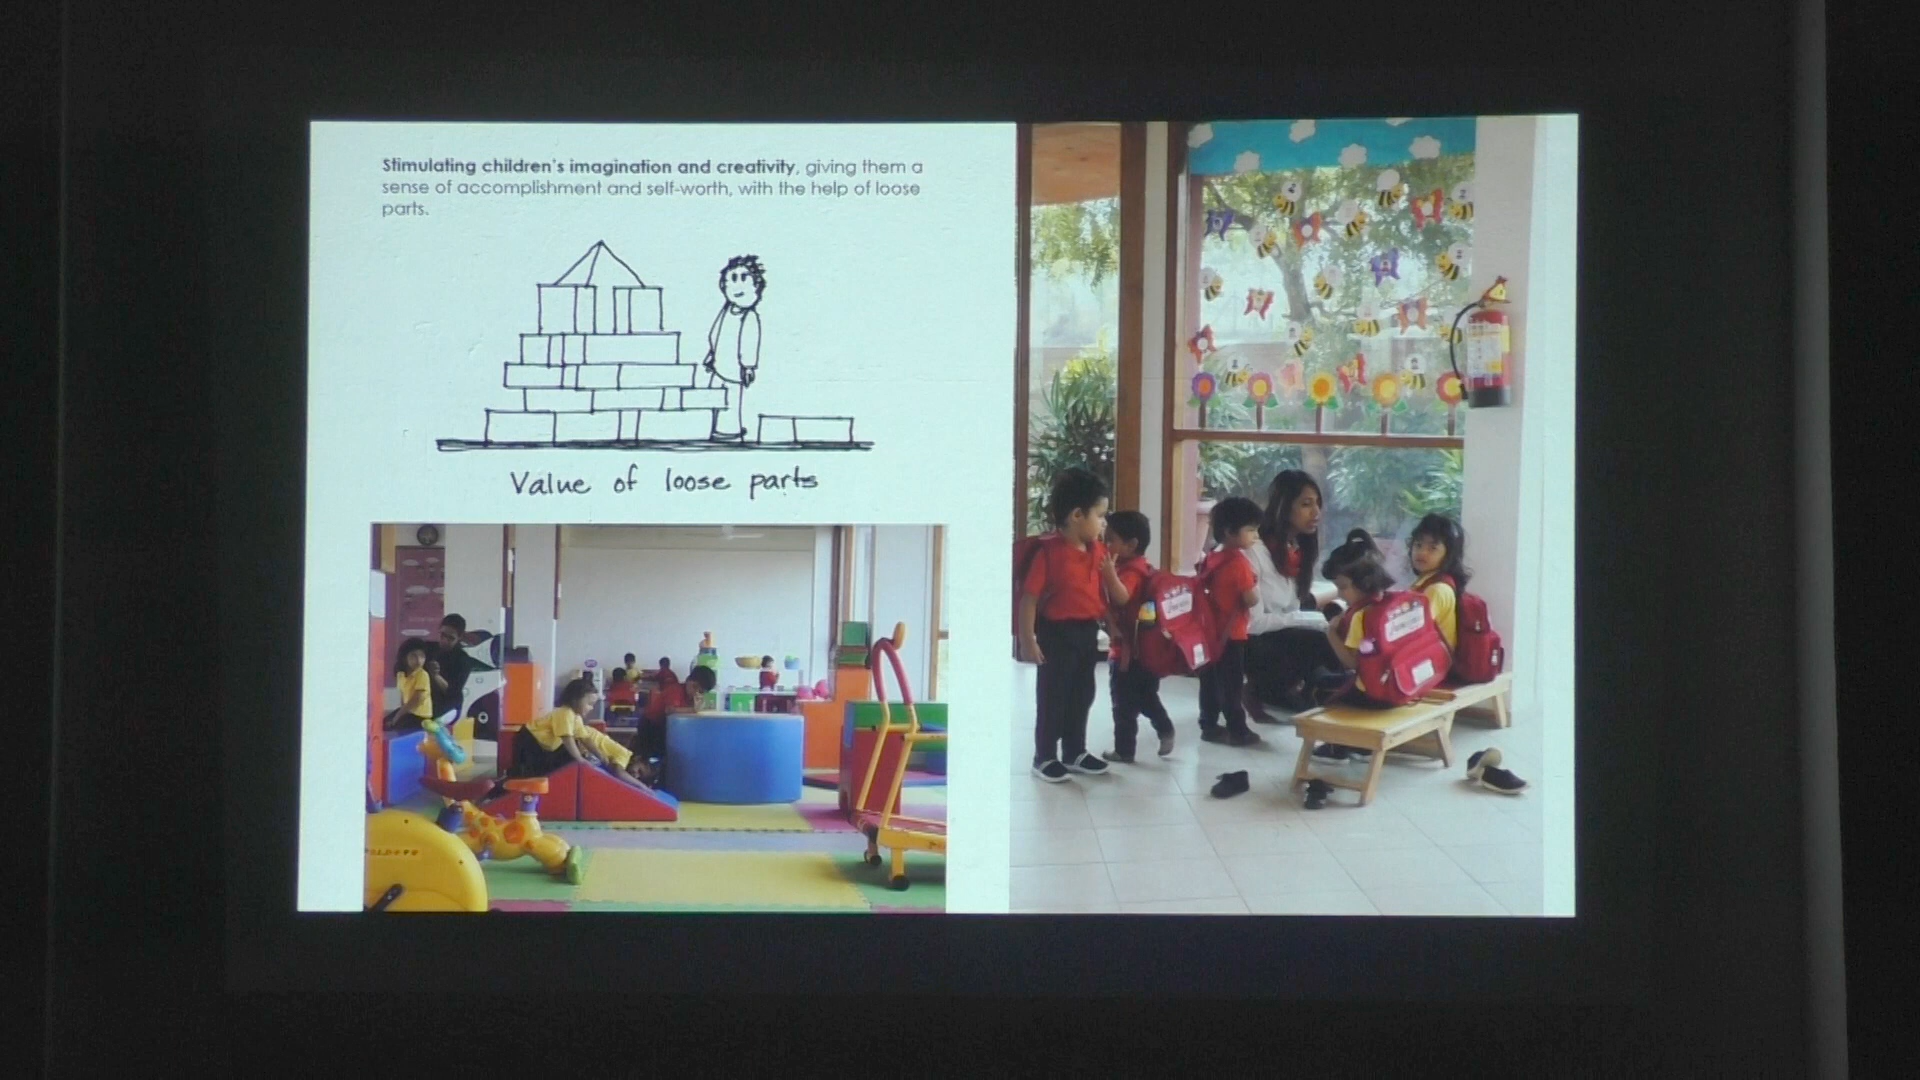 Stimulating children's imagination and creativity, giving them a
sense of accomplishment and self-worth, with the help of loose
parts.
Value of loose parts